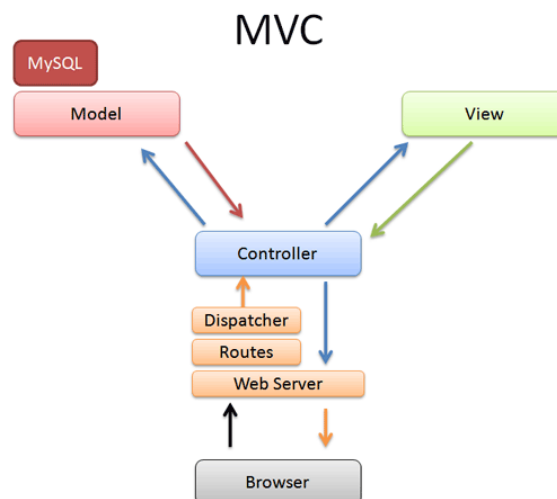 MVC
MySQL
Model
View
Controller
Dispatcher
Routes
Web Server
Browser